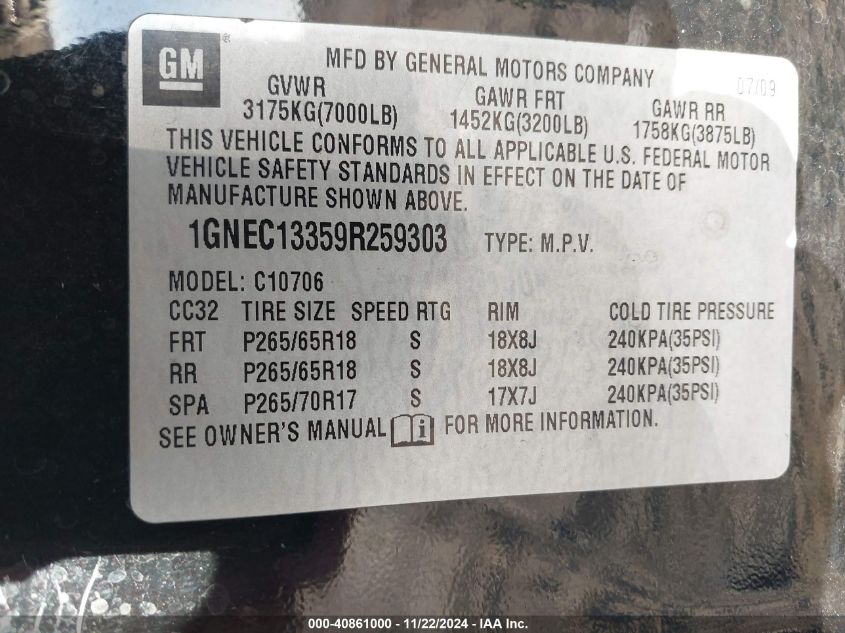 GM
MFD BY GENERAL MOTORS COMPANY
07/09
GVWR GAWR FRT GAWR RR
3175KG(7000LB) 1452KG(3200LB) 1758KG(3875LB)
THIS VEHICLE CONFORMS TO ALL APPLICABLE U.S. FEDERAL MOTOR
VEHICLE SAFETY STANDARDS IN EFFECT ON THE DATE OF
MANUFACTURE SHOWN ABOVE.
1GNEC13359R259303 TYPE: M.P.V.
MODEL: C10706
CC32 TIRE SIZE SPEED RTG RIM COLD TIRE PRESSURE
FRT P265/65R18 S 18X8J 240KPA(35PSI)
RR P265/65R18 S 18X8J 240KPA(35PSI)
SPA P265/70R17 S 17X7J 240KPA(35PSI)
SEE OWNER'S MANUAL i FOR MORE INFORMATION.
000-40861000 - 11/22/2024 - IAA Inc.